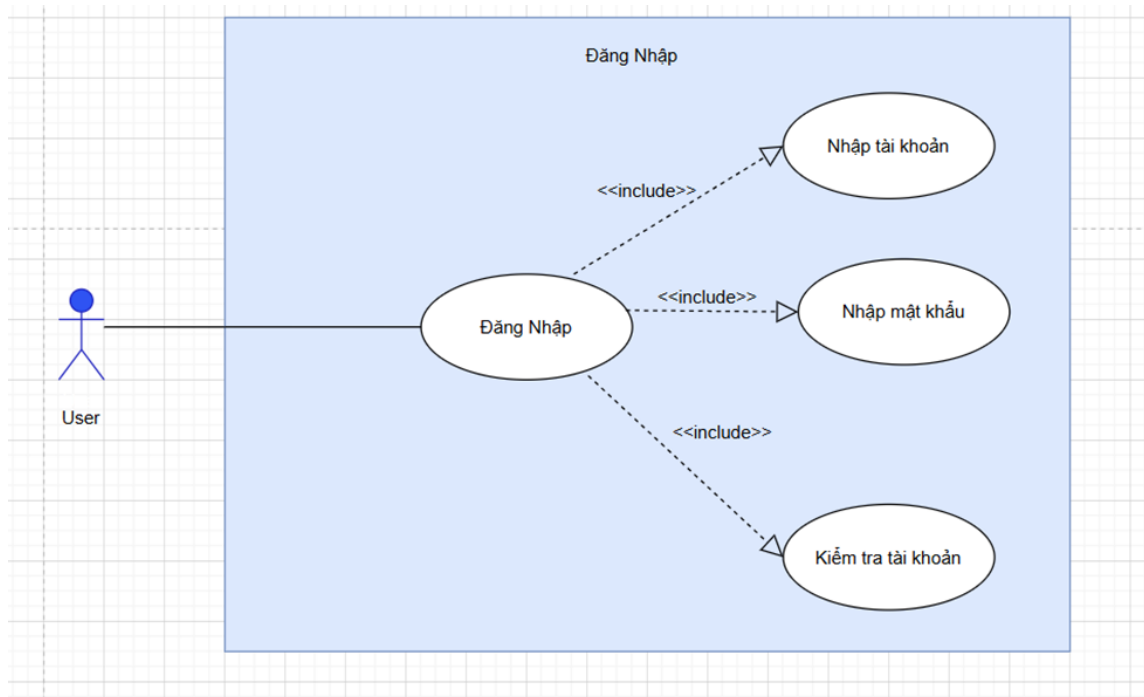 Đăng Nhập
Nhập tài khoản
<<include>>
<<include>>
Nhập mật khẩu
Đăng Nhập
User
<<include>>
Kiểm tra tài khoản